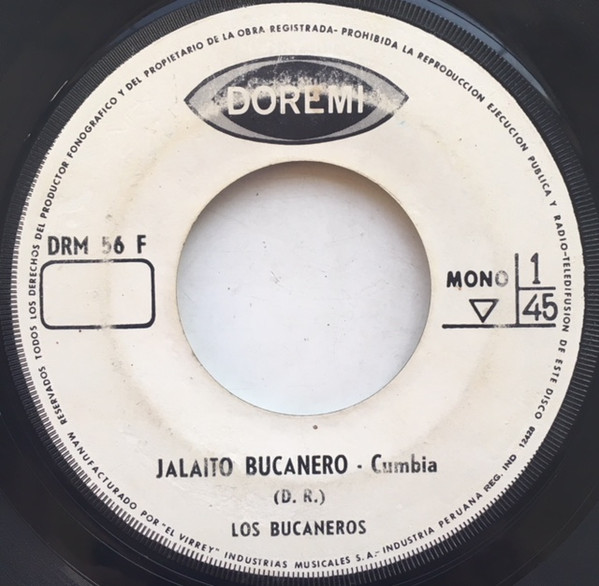 RESERVADOS TODOS LOS DERECHOS DEL PRODUCTOR FONOGRAFICO Y DEL PROPIETARIO DE LA OBRA REGISTRADA- PROHIBIDA LA REPRODUCCION EJECUCION PUBLICA Y RADIO-TELEDIFUSION DE ESTE DISCO
DOREMI
DRM 56 F
MONO 1
45
JALAITO BUCANERO - Cumbia
(D. R.)
LOS BUCANEROS
MANUFACTURADO POR "EL VIRREY" INDUSTRIAS MUSICALES S.A.- INDUSTRIA PERUANA REG. IND 12428